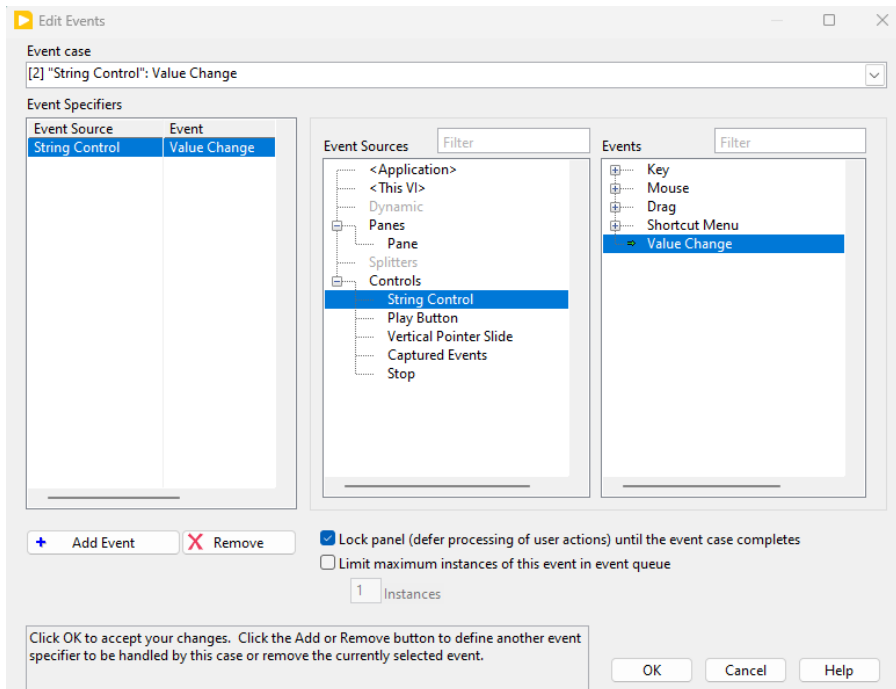 Edit Events
Event case
[2] "String Control": Value Change
Event Specifiers
Event Source Event
String Control Value Change
Event Sources Filter
<Application>
<This VI>
Dynamic
Panes
Pane
Splitters
Controls
String Control
Play Button
Vertical Pointer Slide
Captured Events
Stop
Events Filter
Key
Mouse
Drag
Shortcut Menu
Value Change
Add Event Remove
Lock panel (defer processing of user actions) until the event case completes
Limit maximum instances of this event in event queue
1 Instances
Click OK to accept your changes. Click the Add or Remove button to define another event
specifier to be handled by this case or remove the currently selected event.
OK Cancel Help